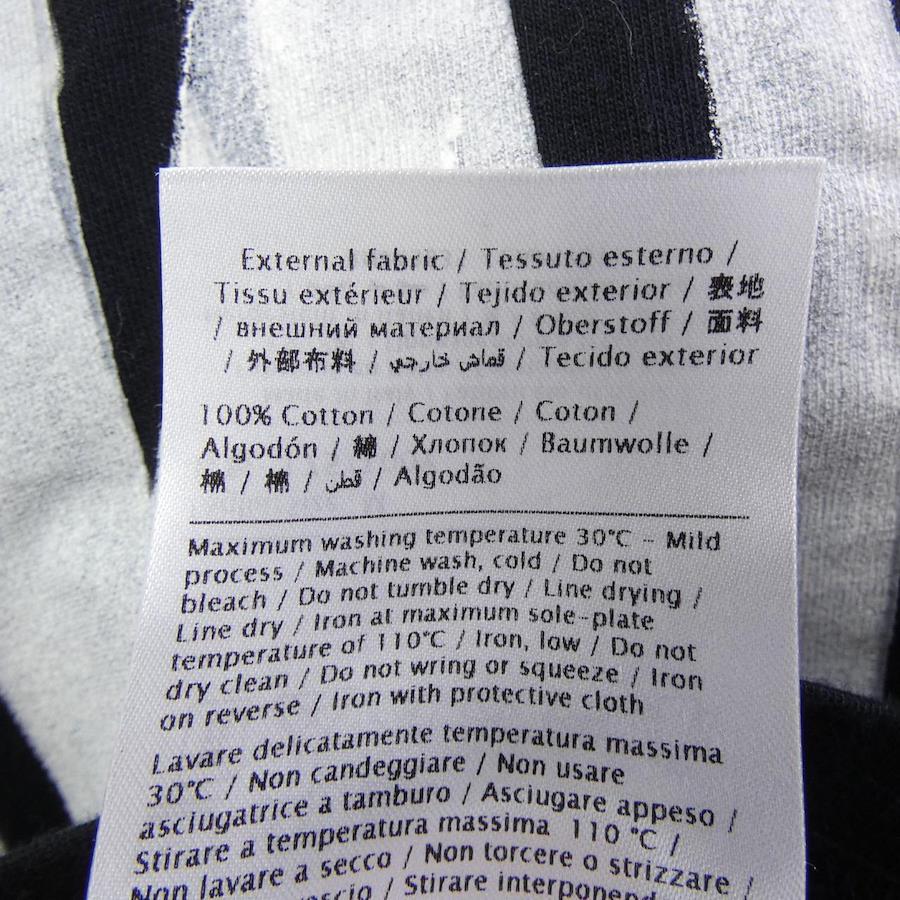 External fabric / Tessuto esterno /
Tissu extérieur / Tejido exterior / 表地
/ внешний материал / Oberstoff / 面料
/ 外部布料 / قماش خارجي / Tecido exterior
100% Cotton / Cotone / Coton /
Algodón / 綿 / Хлопок / Baumwolle /
棉 / 棉 / قطن / Algodão
Maximum washing temperature 30°C - Mild
process / Machine wash, cold / Do not
bleach / Do not tumble dry / Line drying /
Line dry / Iron at maximum sole-plate
temperature of 110°C / Iron, low / Do not
dry clean / Do not wring or squeeze / Iron
on reverse / Iron with protective cloth
Lavare delicatamente temperatura massima
30°C / Non candeggiare / Non usare
asciugatrice a tamburo / Asciugare appeso /
Stirare a temperatura massima 110 °C /
Non lavare a secco / Non torcere o strizzare /
/ Stirare